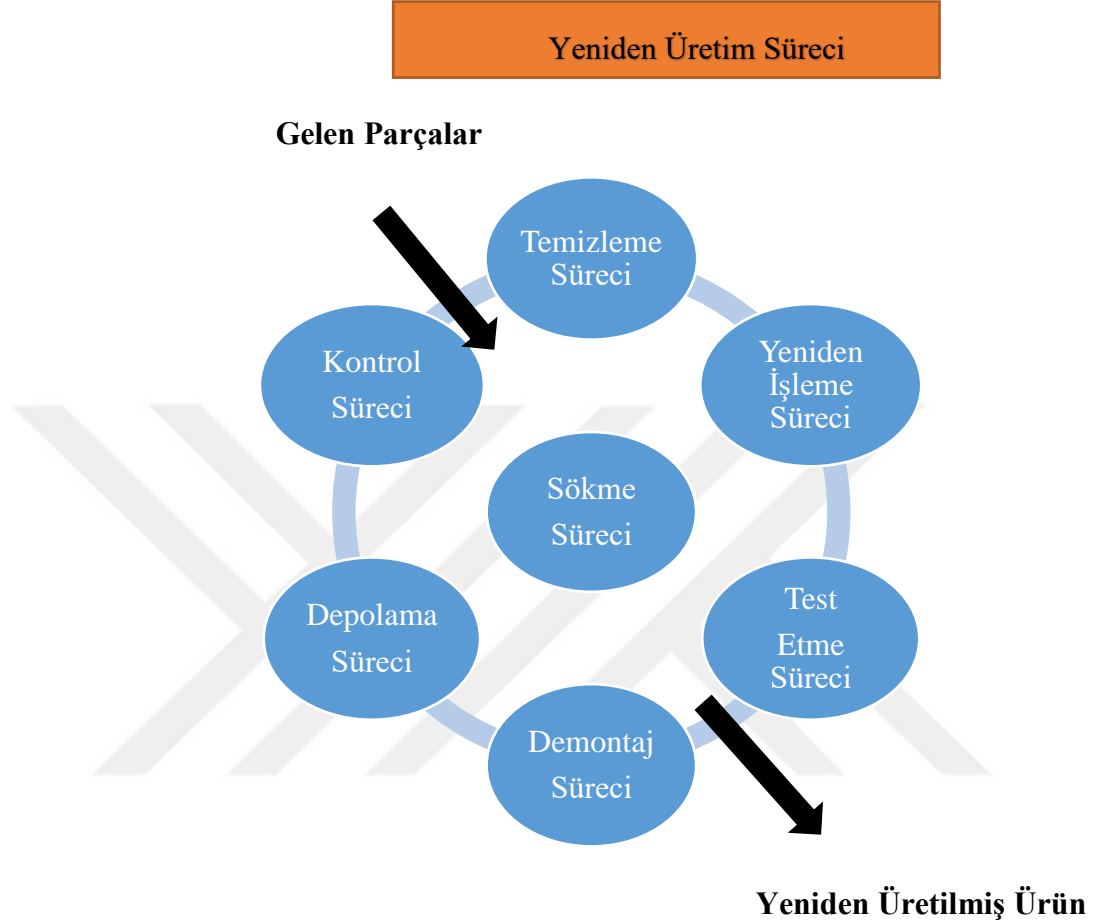 Yeniden Üretim Süreci
Gelen Parçalar
Temizleme
Süreci
Kontrol
Süreci
Yeniden
İşleme
Süreci
Sökme
Süreci
Depolama
Süreci
Test
Etme
Süreci
Demontaj
Süreci
Yeniden Üretilmiş Ürün